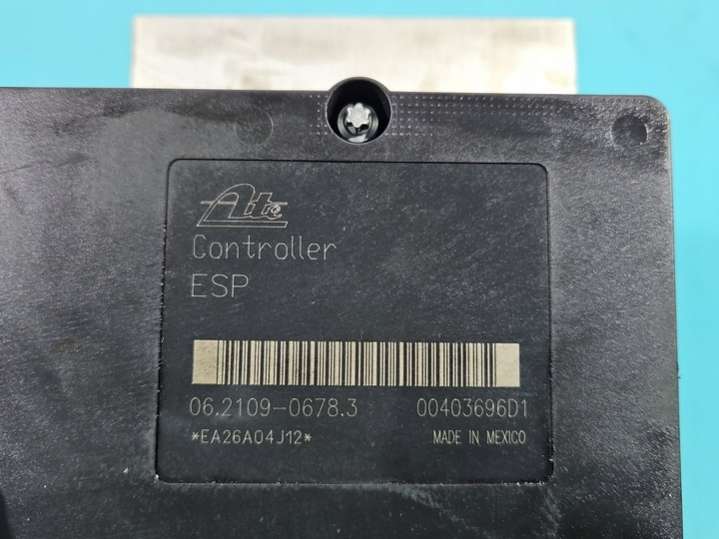 Ate
Controller
ESP
06.2109-0678.3 00403696D1
*EA26A04J12* MADE IN MEXICO